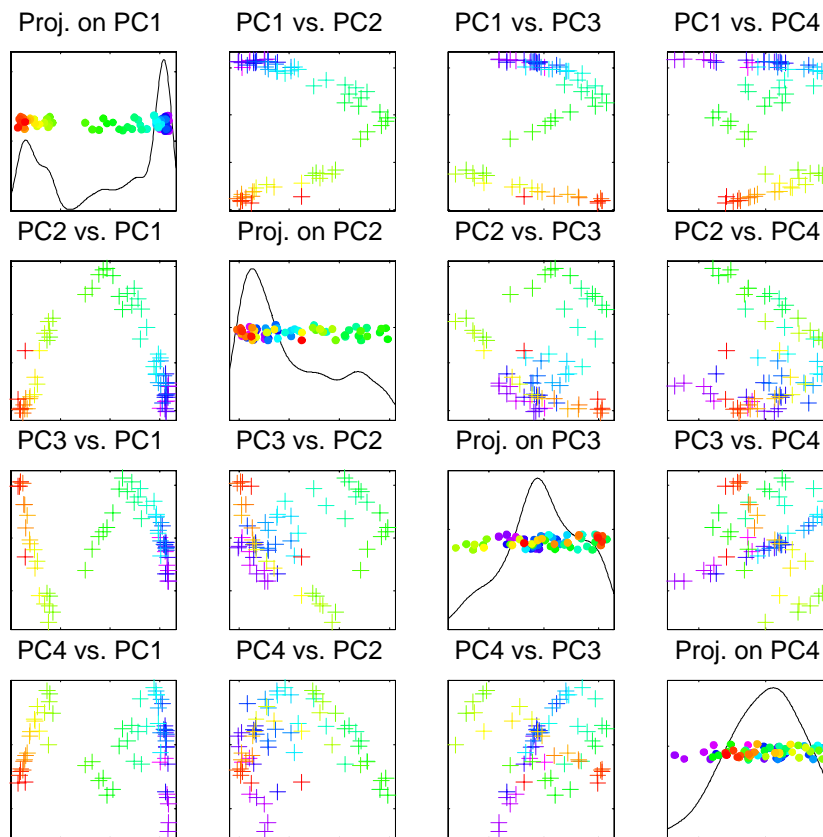 Proj. on PC1
PC1 vs. PC2
PC1 vs. PC3
PC1 vs. PC4
PC2 vs. PC1
Proj. on PC2
PC2 vs. PC3
PC2 vs. PC4
PC3 vs. PC1
PC3 vs. PC2
Proj. on PC3
PC3 vs. PC4
PC4 vs. PC1
PC4 vs. PC2
PC4 vs. PC3
Proj. on PC4